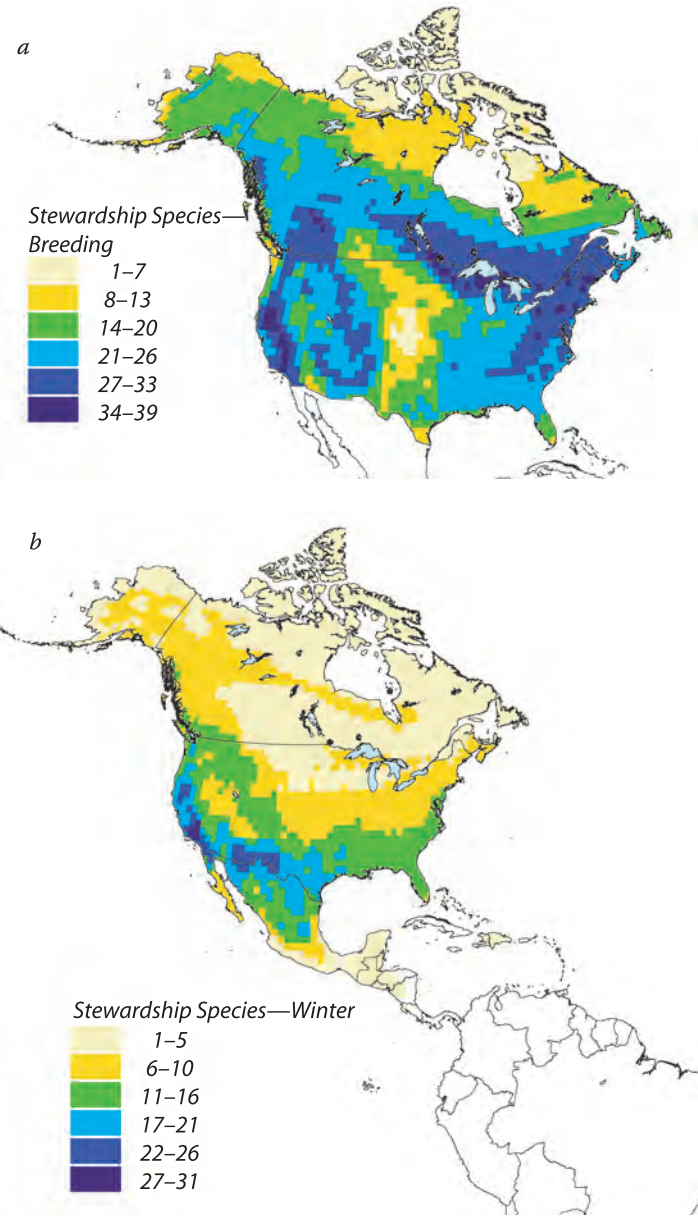 a
Stewardship Species—
Breeding
1–7
8–13
14–20
21–26
27–33
34–39
b
Stewardship Species—Winter
1–5
6–10
11–16
17–21
22–26
27–31